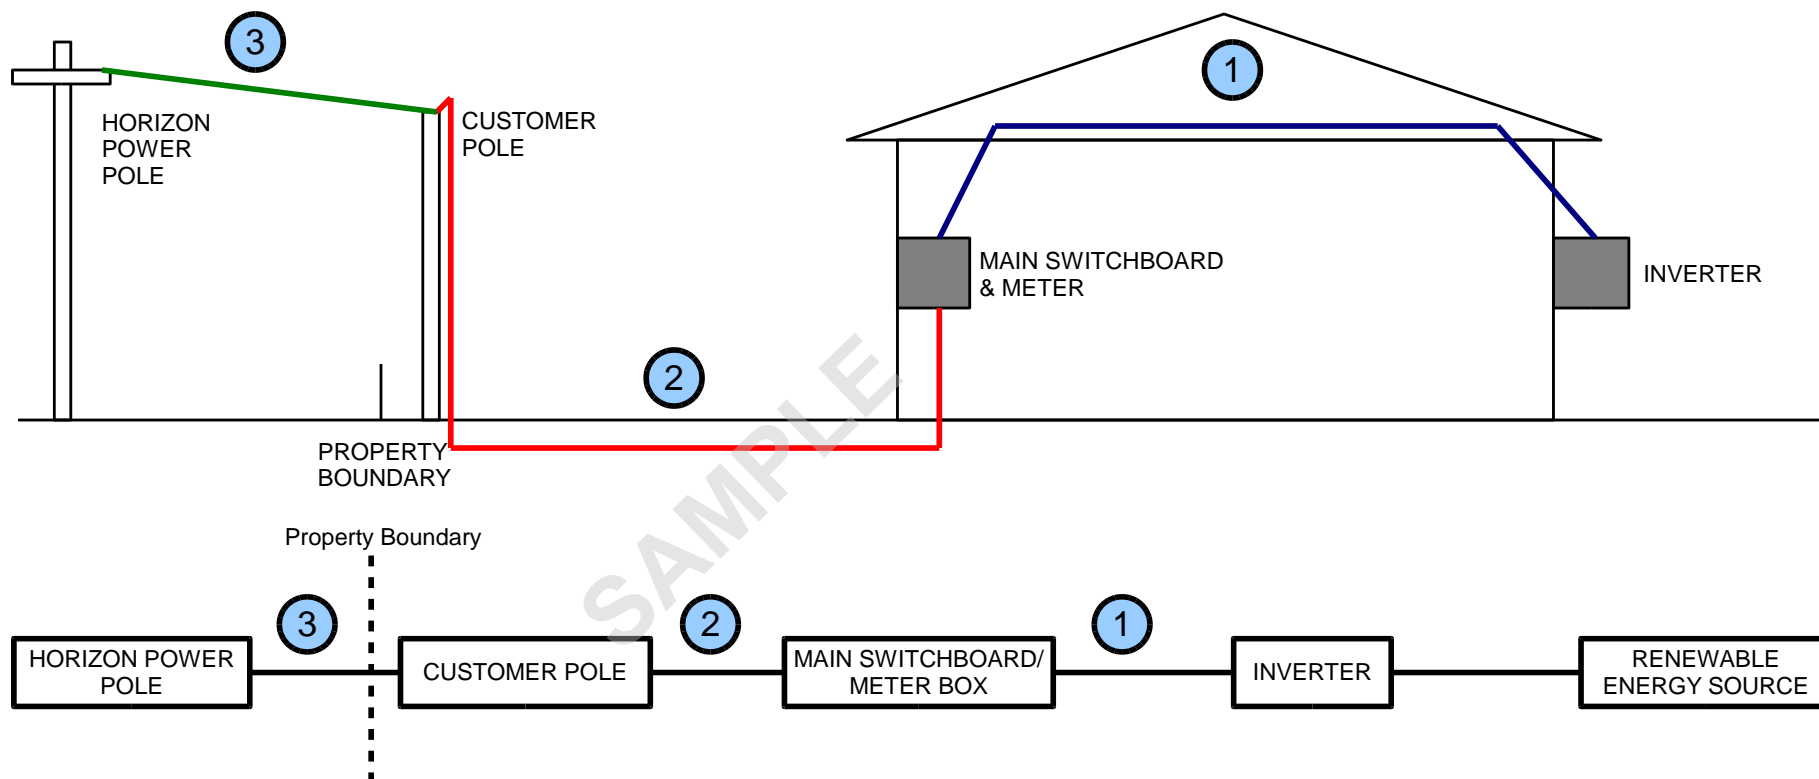 3
1
HORIZON
POWER
POLE
CUSTOMER
POLE
MAIN SWITCHBOARD
& METER
INVERTER
2
PROPERTY
BOUNDARY
SAMPLE
Property Boundary
3
2
1
HORIZON POWER
POLE
CUSTOMER POLE
MAIN SWITCHBOARD/
METER BOX
INVERTER
RENEWABLE
ENERGY SOURCE